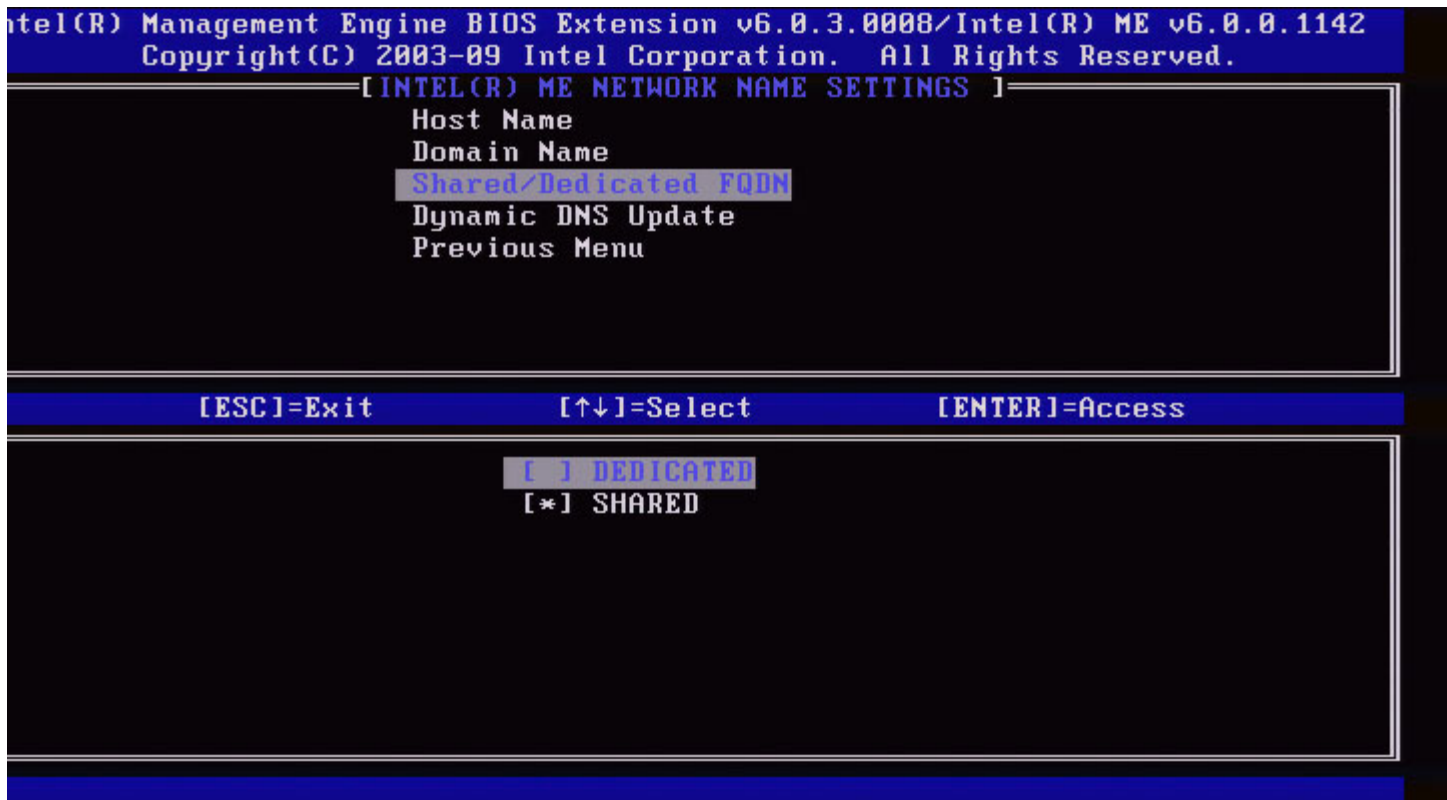 ntel(R) Management Engine BIOS Extension v6.0.3.0008/Intel(R) ME v6.0.0.1142
Copyright(C) 2003-09 Intel Corporation. All Rights Reserved.
[INTEL(R) ME NETWORK NAME SETTINGS ]
Host Name
Domain Name
Shared/Dedicated FQDN
Dynamic DNS Update
Previous Menu
[ESC]=Exit [↑↓]=Select [ENTER]=Access
[ ] DEDICATED
[*] SHARED